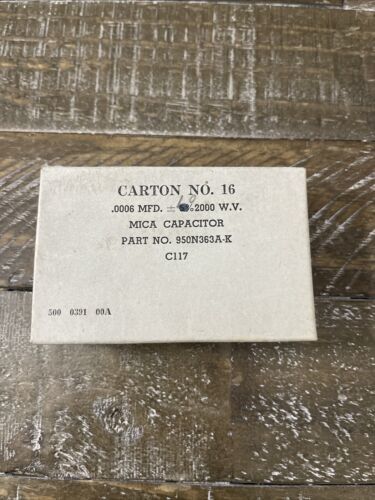 CARTON NO. 16
.0006 MFD. ± % 2000 W.V.
MICA CAPACITOR
PART NO. 950N363A-K
C117
500 0391 00A